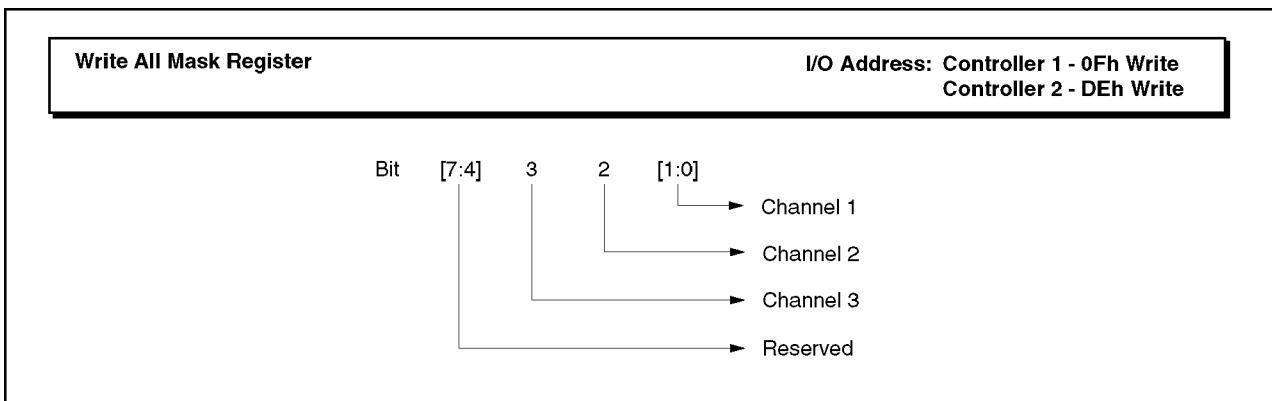 Write All Mask Register
I/O Address: Controller 1 - 0Fh Write
Controller 2 - DEh Write
Bit [7:4] 3 2 [1:0]
Channel 1
Channel 2
Channel 3
Reserved